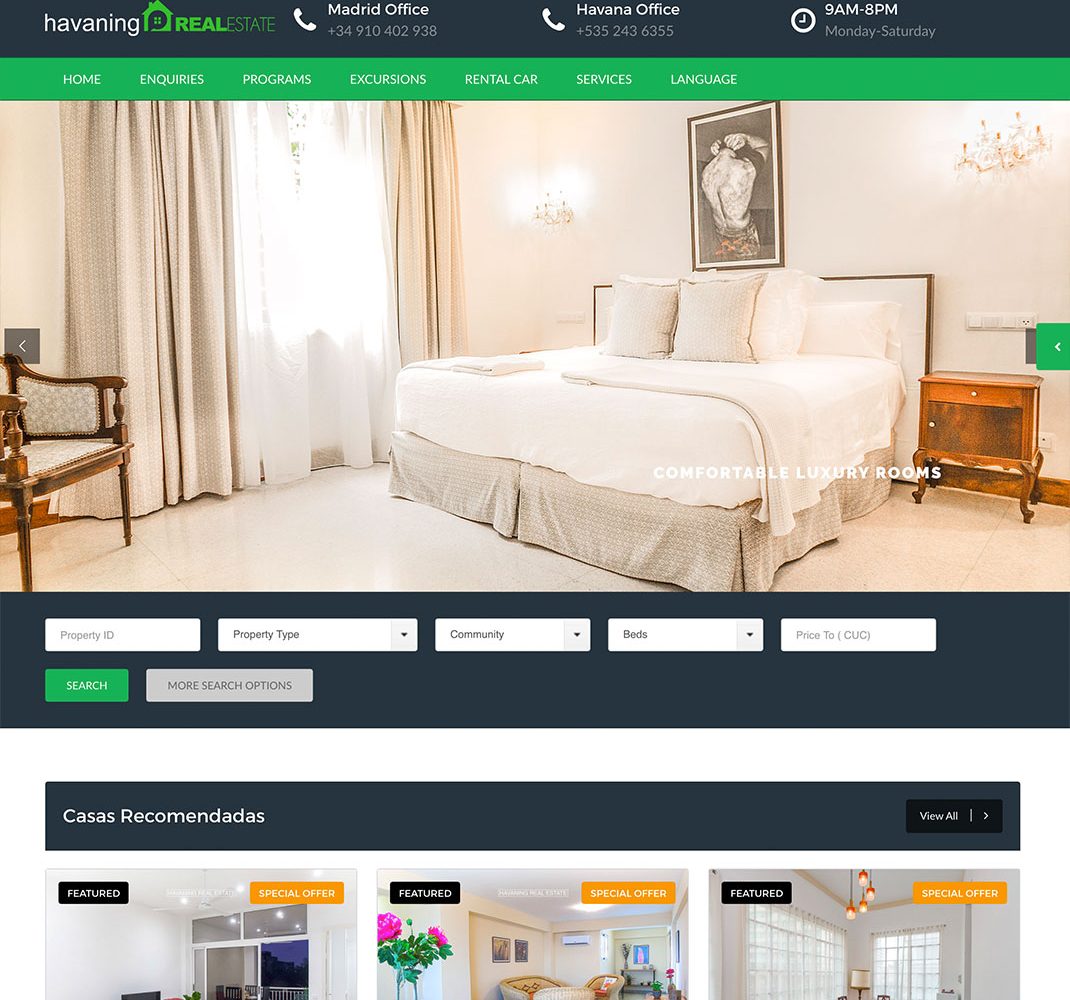 havaning REALESTATE
Madrid Office
+34 910 402 938
Havana Office
+535 243 6355
9AM-8PM
Monday-Saturday
HOME ENQUIRIES PROGRAMS EXCURSIONS RENTAL CAR SERVICES LANGUAGE
COMFORTABLE LUXURY ROOMS
Property ID Property Type Community Beds Price To ( CUC)
SEARCH MORE SEARCH OPTIONS
Casas Recomendadas View All
FEATURED HAVANING REAL ESTATE SPECIAL OFFER
FEATURED HAVANING REAL ESTATE SPECIAL OFFER
FEATURED SPECIAL OFFER